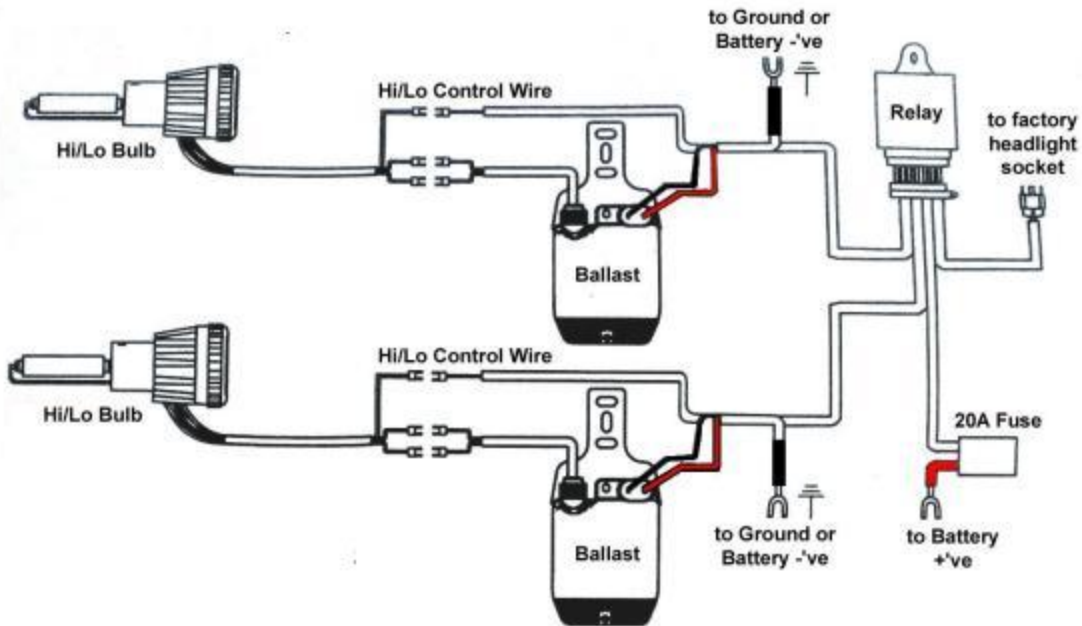 to Ground or
Battery -'ve
Hi/Lo Control Wire
Relay
to factory
headlight
socket
Hi/Lo Bulb
Ballast
Hi/Lo Control Wire
Hi/Lo Bulb
20A Fuse
to Ground or
Battery -'ve
to Battery
+'ve
Ballast